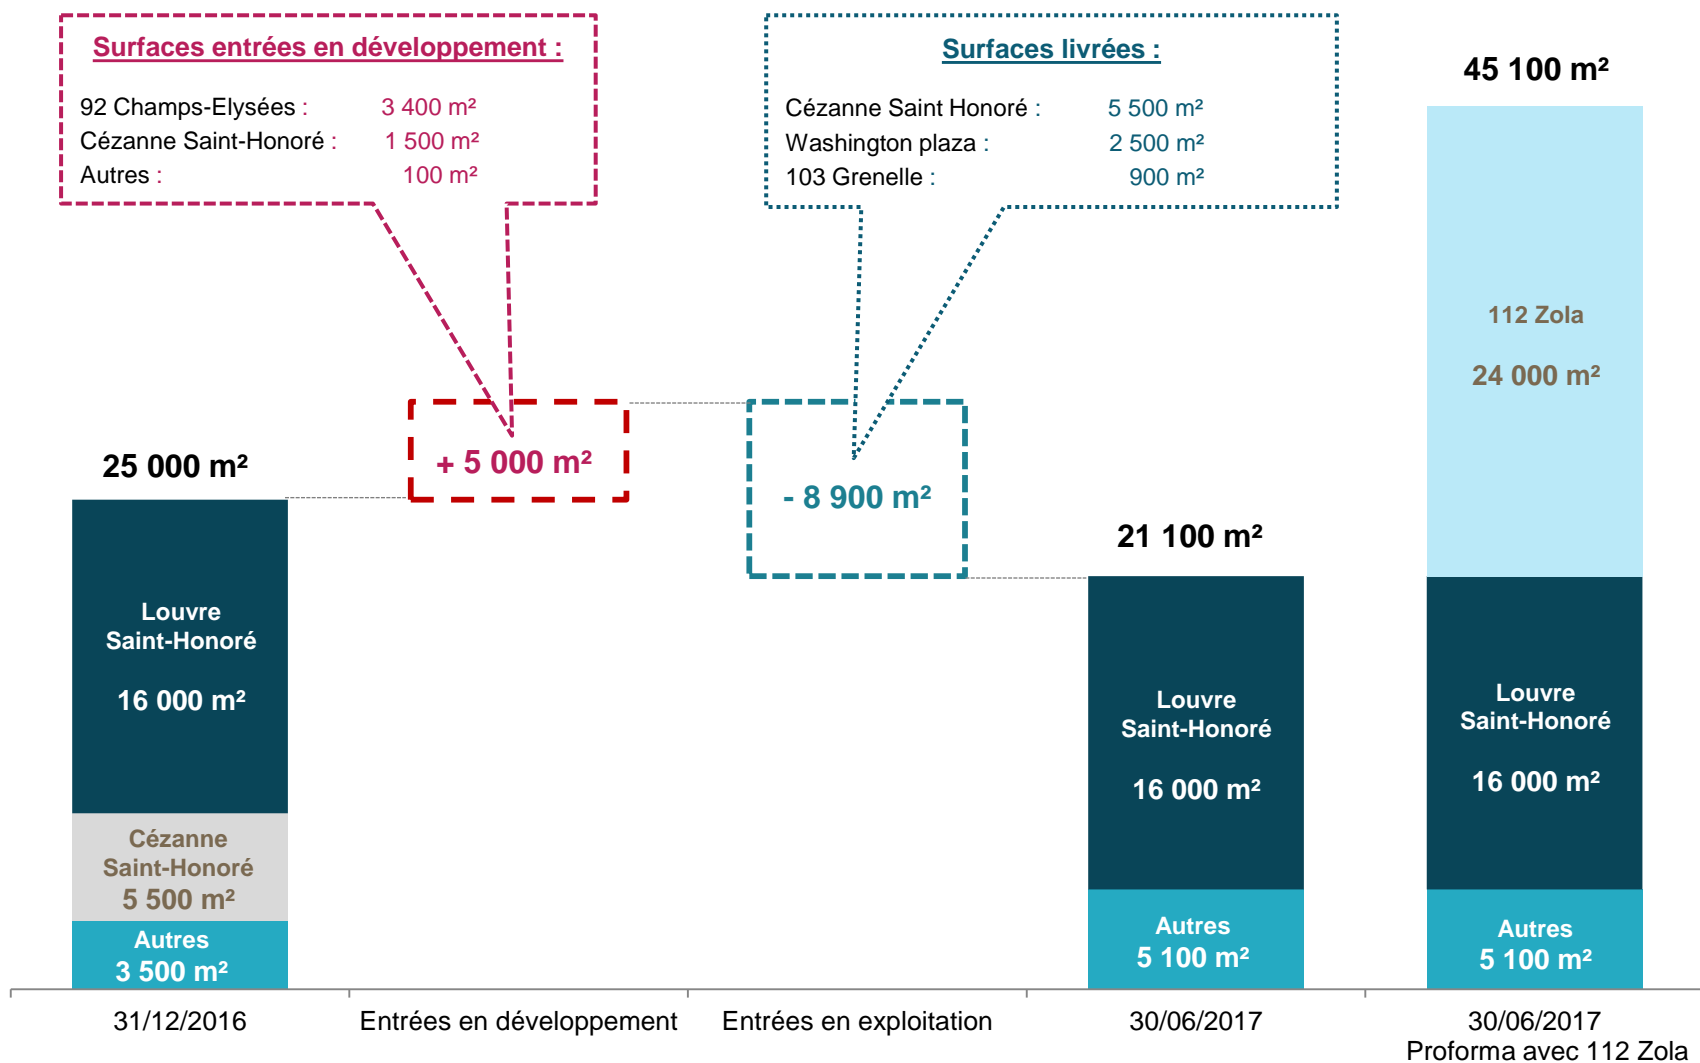 Surfaces entrées en développement :
92 Champs-Elysées : 3 400 m²
Cézanne Saint-Honoré : 1 500 m²
Autres : 100 m²
Surfaces livrées :
Cézanne Saint Honoré : 5 500 m²
Washington plaza : 2 500 m²
103 Grenelle : 900 m²
45 100 m²
112 Zola
24 000 m²
25 000 m²
+ 5 000 m²
- 8 900 m²
21 100 m²
Louvre
Saint-Honoré
16 000 m²
Cézanne
Saint-Honoré
5 500 m²
Autres
3 500 m²
Louvre
Saint-Honoré
16 000 m²
Autres
5 100 m²
Louvre
Saint-Honoré
16 000 m²
Autres
5 100 m²
31/12/2016
Entrées en développement
Entrées en exploitation
30/06/2017
30/06/2017
Proforma avec 112 Zola